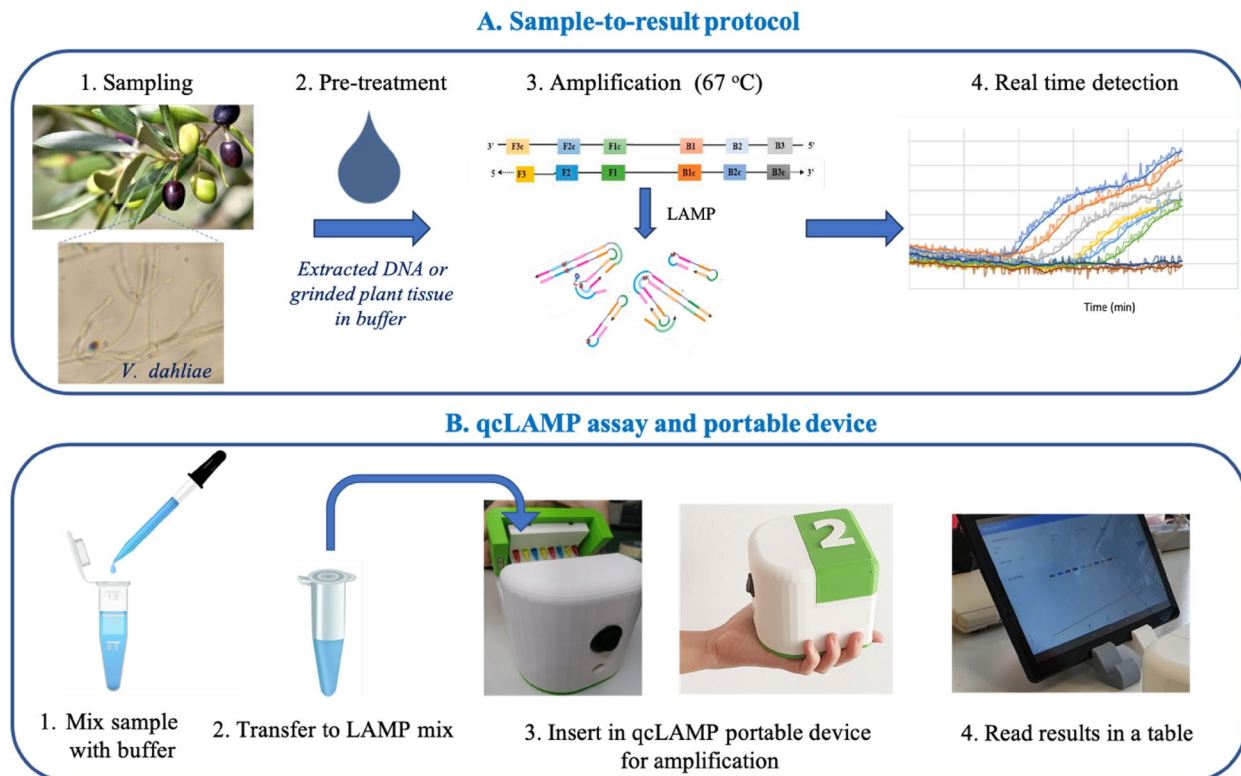 A. Sample-to-result protocol
1. Sampling
2. Pre-treatment
3. Amplification (67 °C)
4. Real time detection
3' F3c F2c F1c B1 B2 B3 5'
5 F3 F2 F1 B1c B2c B3c 3'
LAMP
Extracted DNA or
grinded plant tissue
in buffer
V. dahliae
Time (min)
B. qcLAMP assay and portable device
1.5
0.5
2
1. Mix sample
with buffer
2. Transfer to LAMP mix
3. Insert in qcLAMP portable device
for amplification
4. Read results in a table